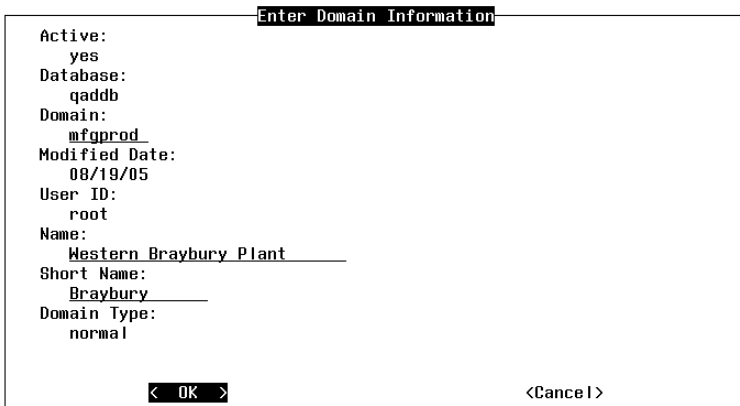 Enter Domain Information
Active:
yes
Database:
qaddb
Domain:
mfgprod
Modified Date:
08/19/05
User ID:
root
Name:
Western Braybury Plant
Short Name:
Braybury
Domain Type:
normal
< OK > <Cancel>